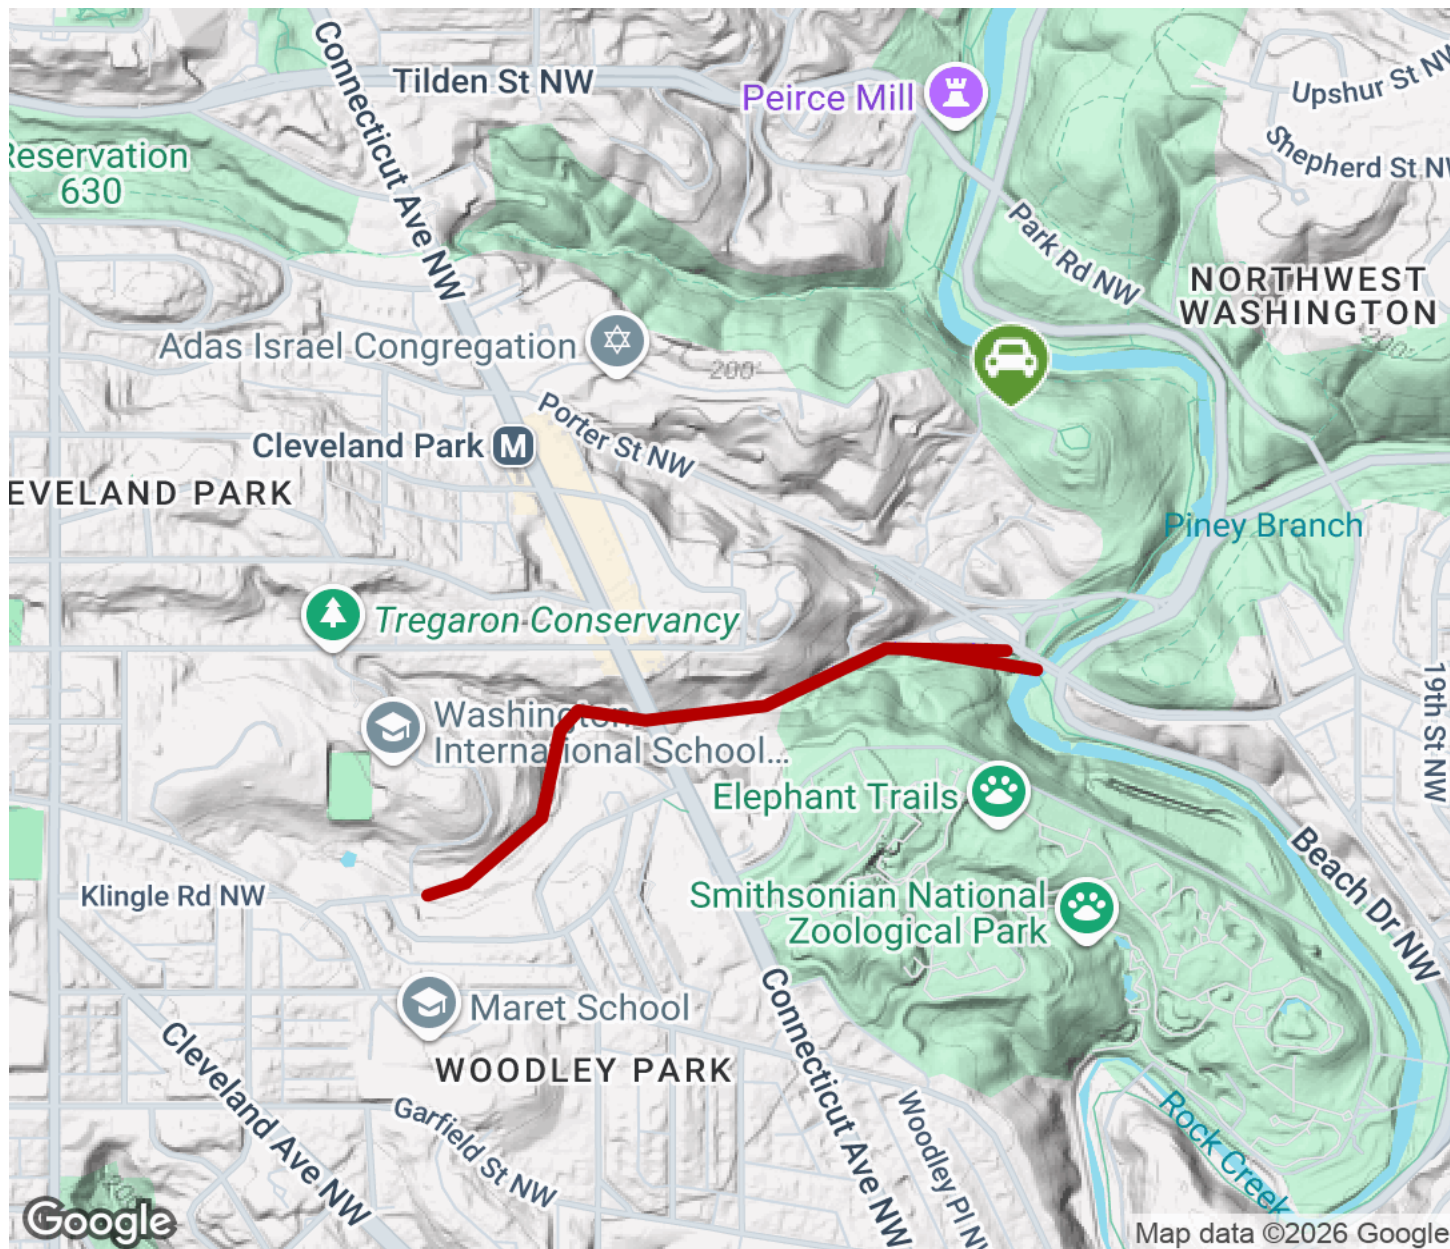 Connecticut Ave NW
Tilden St NW
Peirce Mill
Upshur St NW
Shepherd St NW
Reservation
630
Park Rd NW
NORTHWEST
WASHINGTON
200'
Adas Israel Congregation
200'
Porter St NW
Cleveland Park
M
EVELAND PARK
Piney Branch
Tregaron Conservancy
19th St NW
Washington
International School...
Elephant Trails
Beach Dr NW
Klingle Rd NW
Smithsonian National
Zoological Park
Maret School
Connecticut Ave NW
Cleveland Ave NW
WOODLEY PARK
Garfield St NW
Woodley Pl N
Rock Creek
Google
Map data ©2026 Google